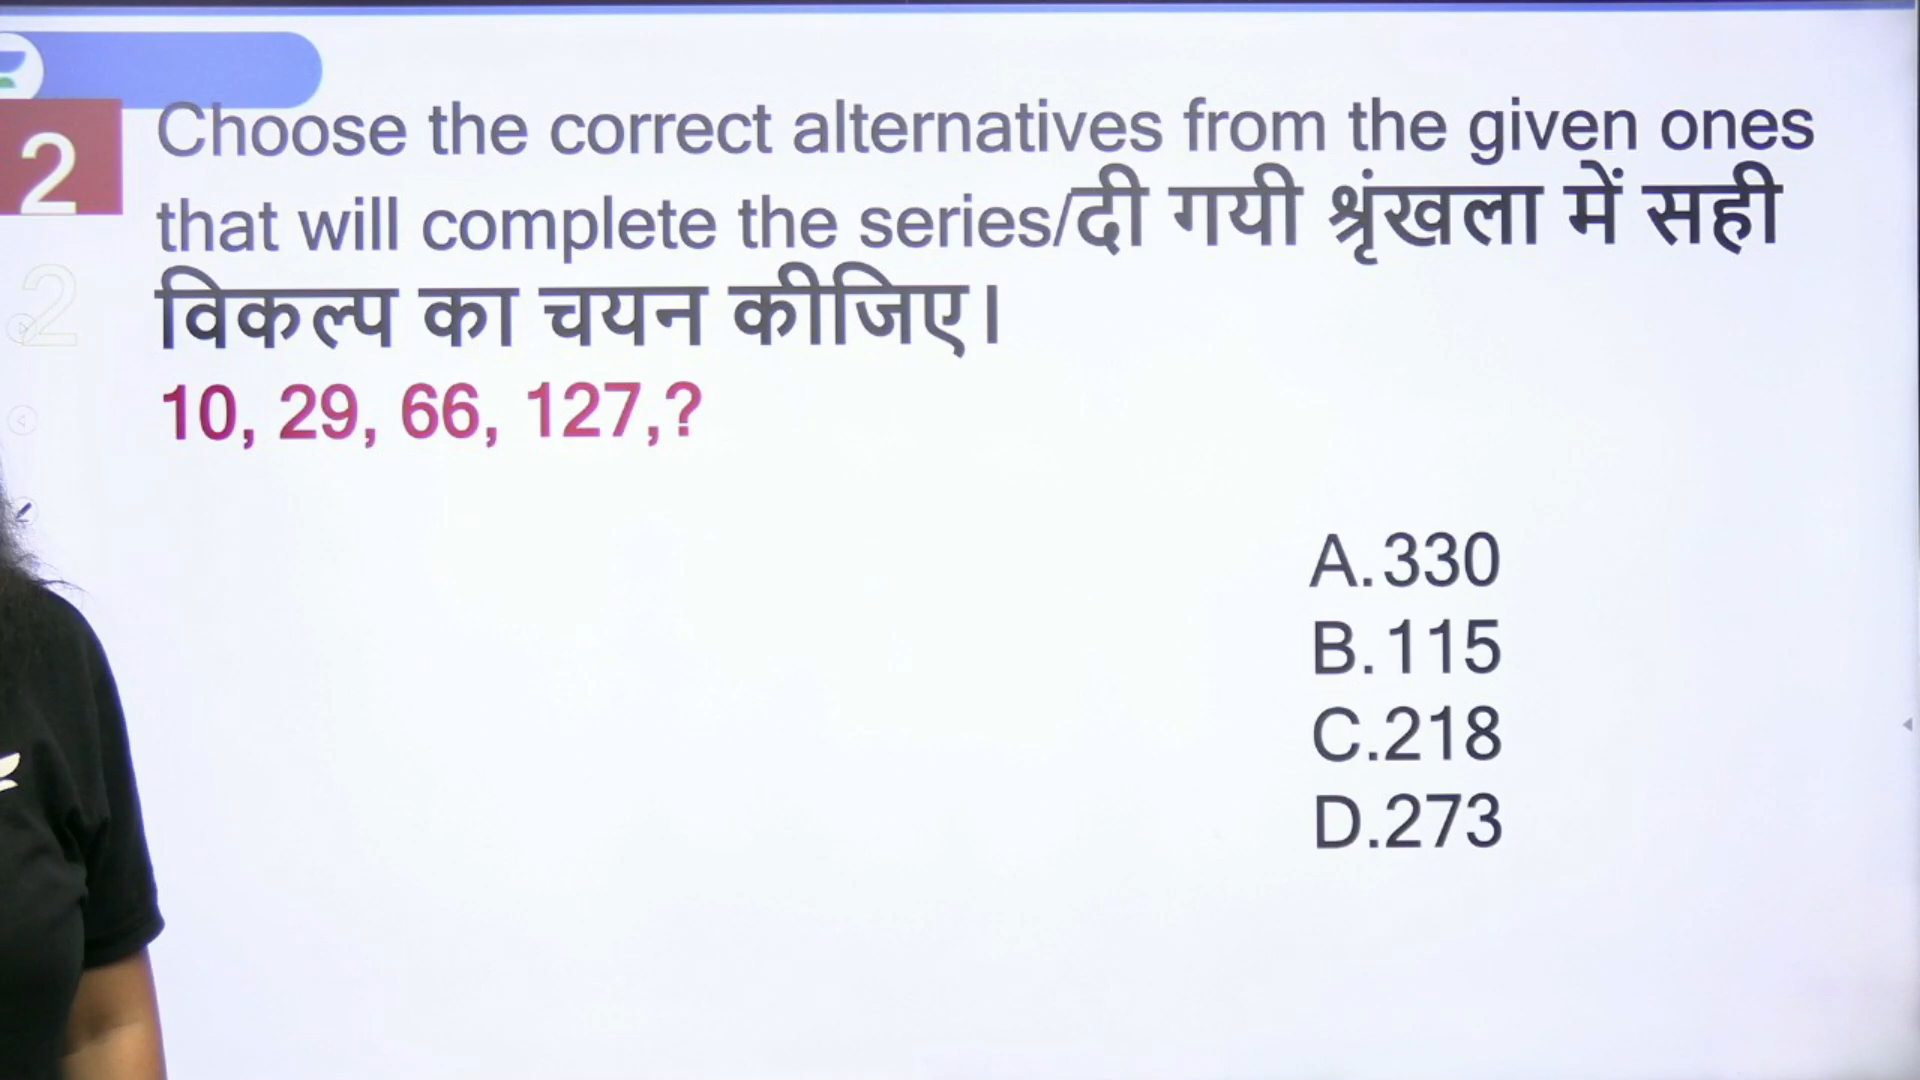 2
Choose the correct alternatives from the given ones
that will complete the series/दी गयी श्रृंखला में सही
2
विकल्प का चयन कीजिए।
10, 29, 66, 127,?
A.330
B.115
C.218
D.273